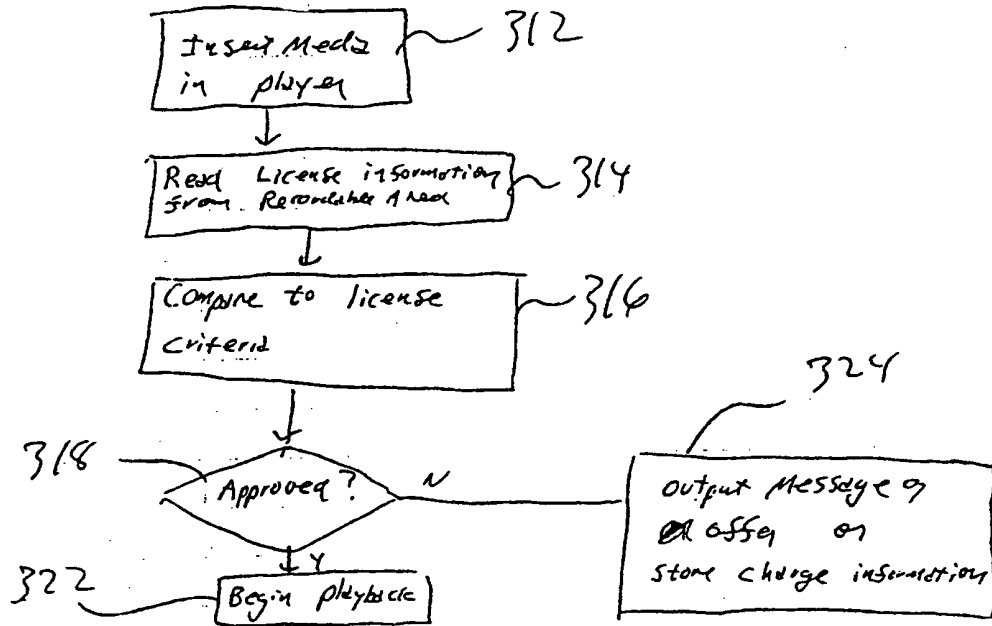 312
Insert Media
in player
314
Read License information
from Recordable Area
316
Compare to license
criteria
324
318
Approved?
N
Output Message or
offer or
store charge information
Y
322
Begin playback